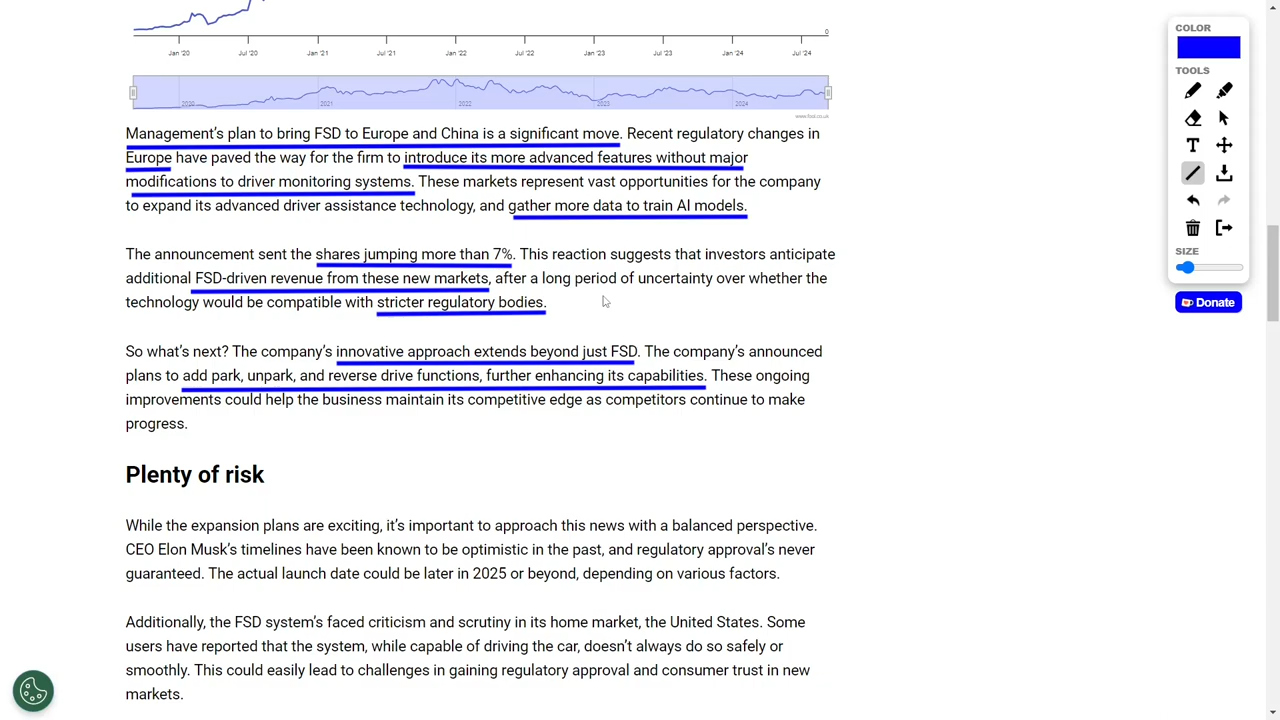 0
Jan '20 Jul '20 Jan '21 Jul '21 Jan '22 Jul '22 Jan '23 Jul '23 Jan '24 Jul '24
2020 2021 2022 2023 2024
www.fool.co.uk
Management’s plan to bring FSD to Europe and China is a significant move. Recent regulatory changes in
Europe have paved the way for the firm to introduce its more advanced features without major
modifications to driver monitoring systems. These markets represent vast opportunities for the company
to expand its advanced driver assistance technology, and gather more data to train AI models.
The announcement sent the shares jumping more than 7%. This reaction suggests that investors anticipate
additional FSD-driven revenue from these new markets, after a long period of uncertainty over whether the
technology would be compatible with stricter regulatory bodies.
So what’s next? The company’s innovative approach extends beyond just FSD. The company’s announced
plans to add park, unpark, and reverse drive functions, further enhancing its capabilities. These ongoing
improvements could help the business maintain its competitive edge as competitors continue to make
progress.
Plenty of risk
While the expansion plans are exciting, it’s important to approach this news with a balanced perspective.
CEO Elon Musk’s timelines have been known to be optimistic in the past, and regulatory approval’s never
guaranteed. The actual launch date could be later in 2025 or beyond, depending on various factors.
Additionally, the FSD system’s faced criticism and scrutiny in its home market, the United States. Some
users have reported that the system, while capable of driving the car, doesn’t always do so safely or
smoothly. This could easily lead to challenges in gaining regulatory approval and consumer trust in new
markets.
COLOR
TOOLS
T
SIZE
Donate